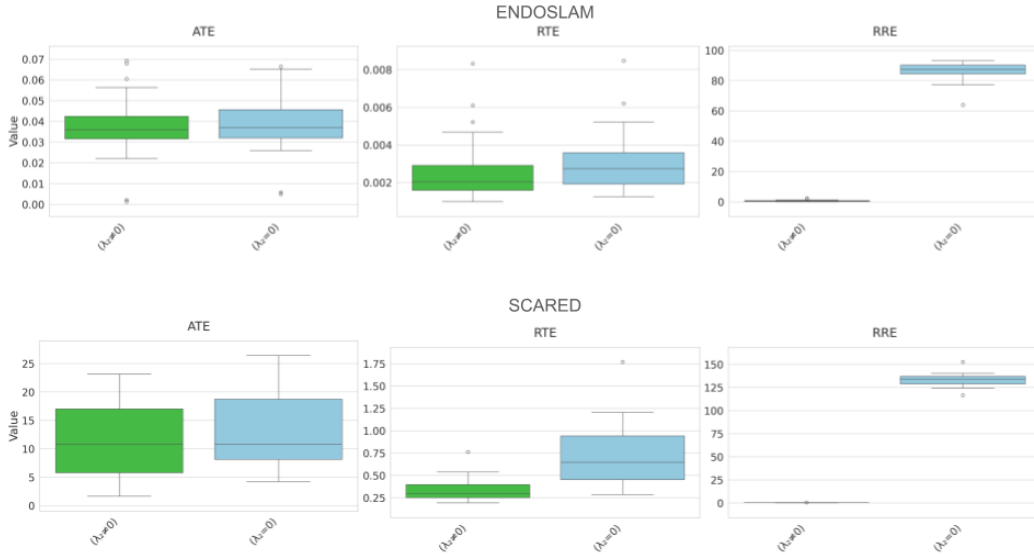 ENDOSLAM
ATE
RTE
RRE
Value
0.07
0.06
0.05
0.04
0.03
0.02
0.01
0.00
(λ₂≠0)
(λ₂=0)
0.008
0.006
0.004
0.002
(λ₂≠0)
(λ₂=0)
100
80
60
40
20
0
(λ₂≠0)
(λ₂=0)
SCARED
ATE
RTE
RRE
Value
25
20
15
10
5
0
(λ₂≠0)
(λ₂=0)
1.75
1.50
1.25
1.00
0.75
0.50
0.25
(λ₂≠0)
(λ₂=0)
150
125
100
75
50
25
0
(λ₂≠0)
(λ₂=0)